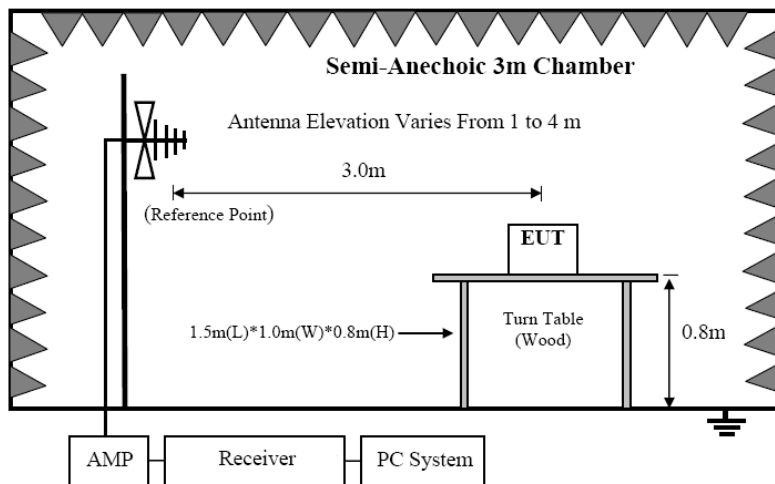 Semi-Anechoic 3m Chamber
Antenna Elevation Varies From 1 to 4 m
3.0m
(Reference Point)
EUT
1.5m(L)*1.0m(W)*0.8m(H)
Turn Table
(Wood)
0.8m
AMP
Receiver
PC System